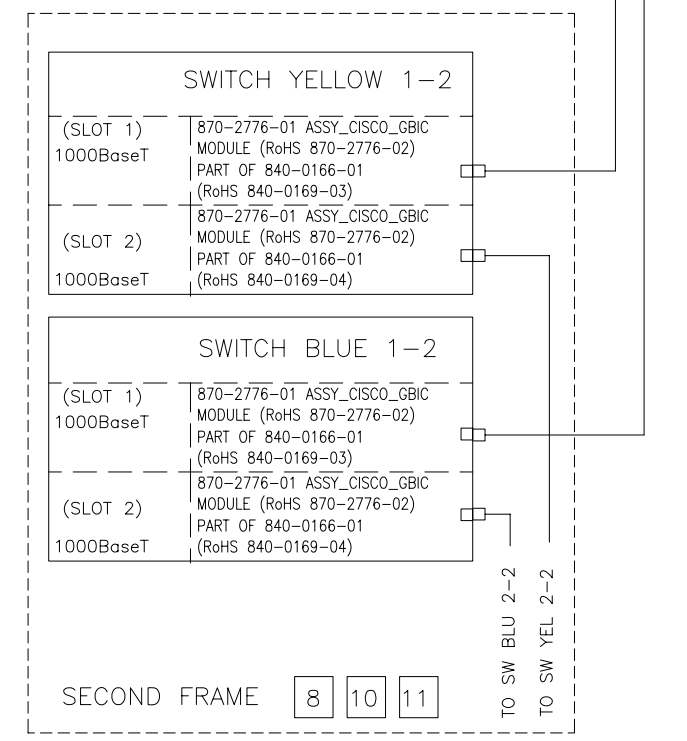 SWITCH YELLOW 1-2
(SLOT 1)
1000BaseT
870-2776-01 ASSY_CISCO_GBIC
MODULE (RoHS 870-2776-02)
PART OF 840-0166-01
(RoHS 840-0169-03)
(SLOT 2)
1000BaseT
870-2776-01 ASSY_CISCO_GBIC
MODULE (RoHS 870-2776-02)
PART OF 840-0166-01
(RoHS 840-0169-04)
SWITCH BLUE 1-2
(SLOT 1)
1000BaseT
870-2776-01 ASSY_CISCO_GBIC
MODULE (RoHS 870-2776-02)
PART OF 840-0166-01
(RoHS 840-0169-03)
(SLOT 2)
1000BaseT
870-2776-01 ASSY_CISCO_GBIC
MODULE (RoHS 870-2776-02)
PART OF 840-0166-01
(RoHS 840-0169-04)
TO SW BLU 2-2
TO SW YEL 2-2
SECOND FRAME 8 10 11